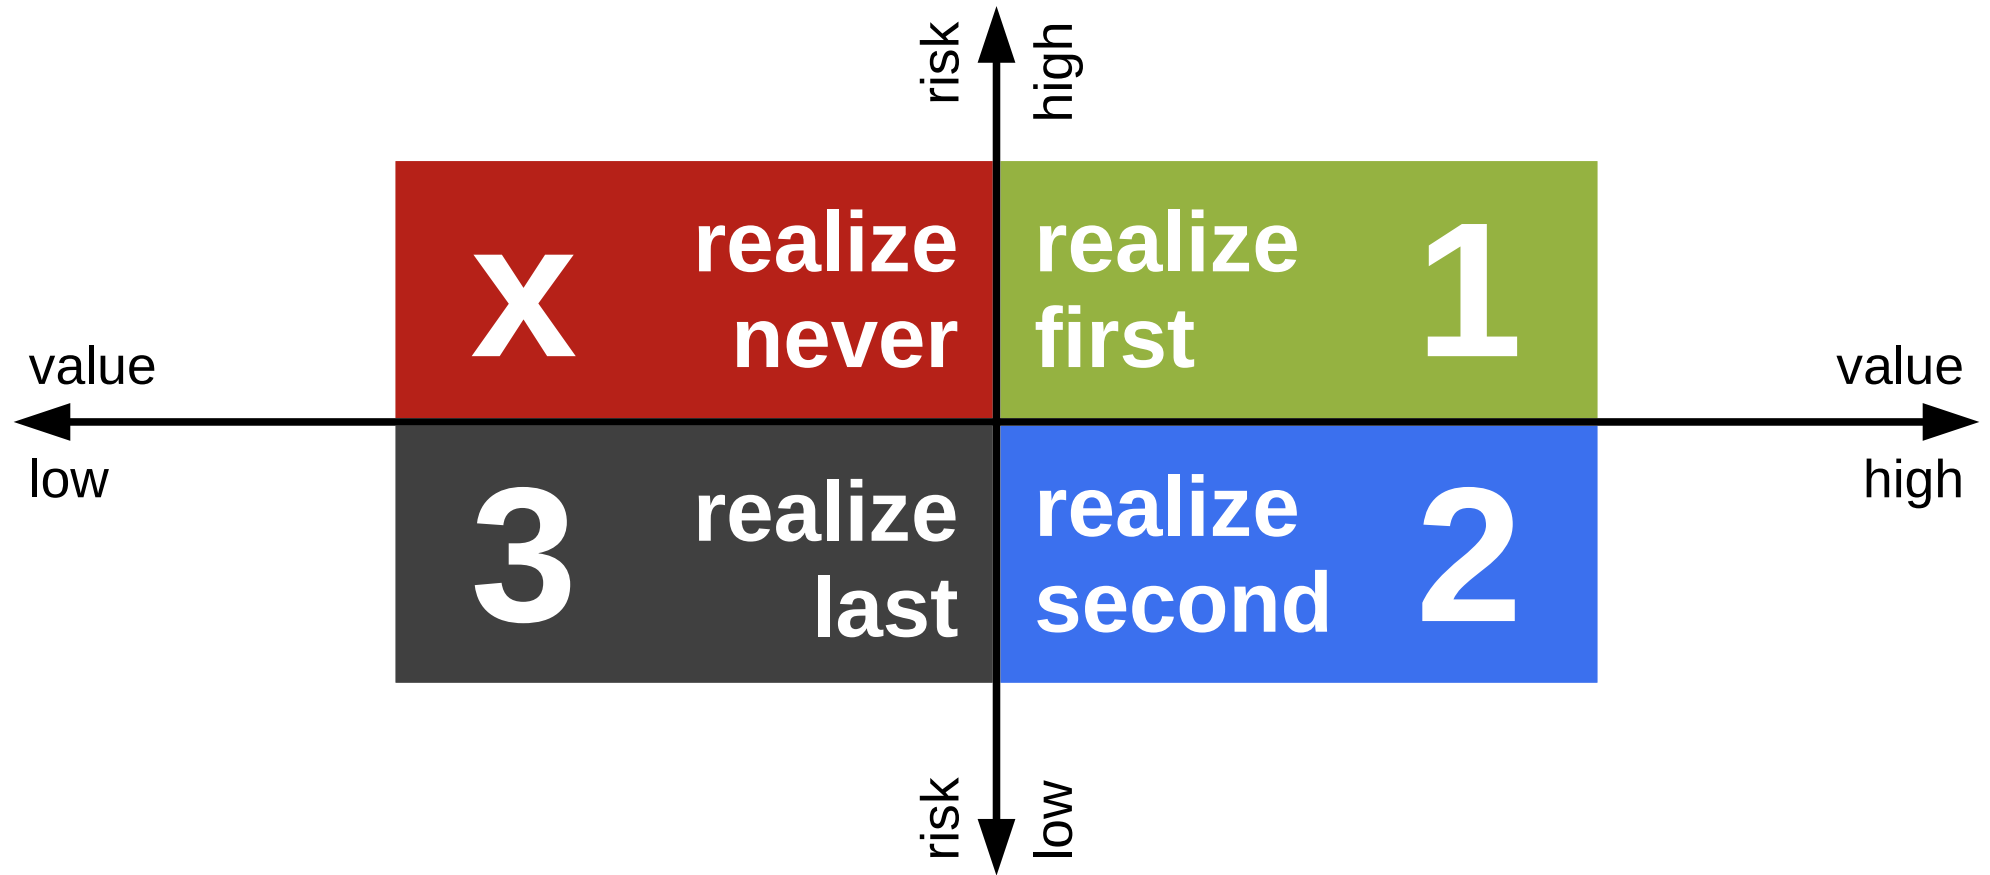 risk
high
x
realize
never
realize
first
1
value
low
value
high
3
realize
last
realize
second
2
risk
low